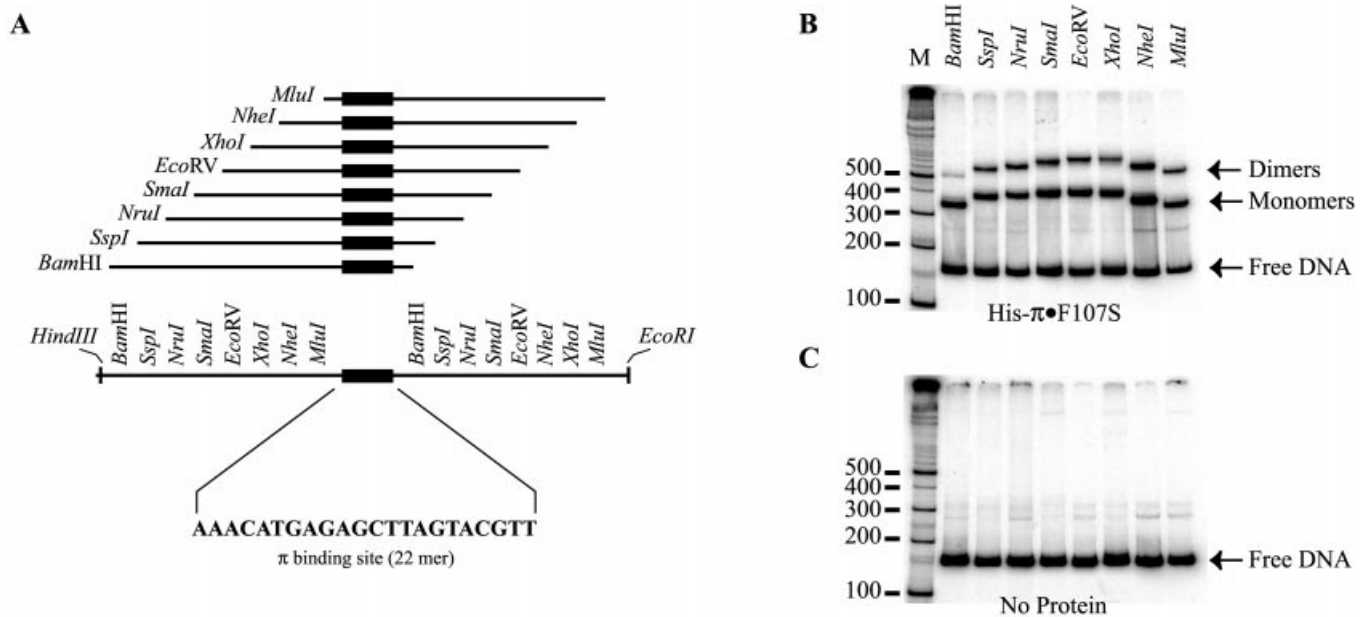 A
MluI
NheI
XhoI
EcoRV
SmaI
NruI
SspI
BamHI
HindIII
BamHI
SspI
NruI
SmaI
EcoRV
XhoI
NheI
MluI
BamHI
SspI
NruI
SmaI
EcoRV
NheI
XhoI
MluI
EcoRI
AAACATGAGAGCTTAGTACGTT
π binding site (22 mer)
B
M
BamHI
SspI
NruI
SmaI
EcoRV
XhoI
NheI
MluI
500
400
300
200
100
Dimers
Monomers
Free DNA
His-π•F107S
C
500
400
300
200
100
Free DNA
No Protein